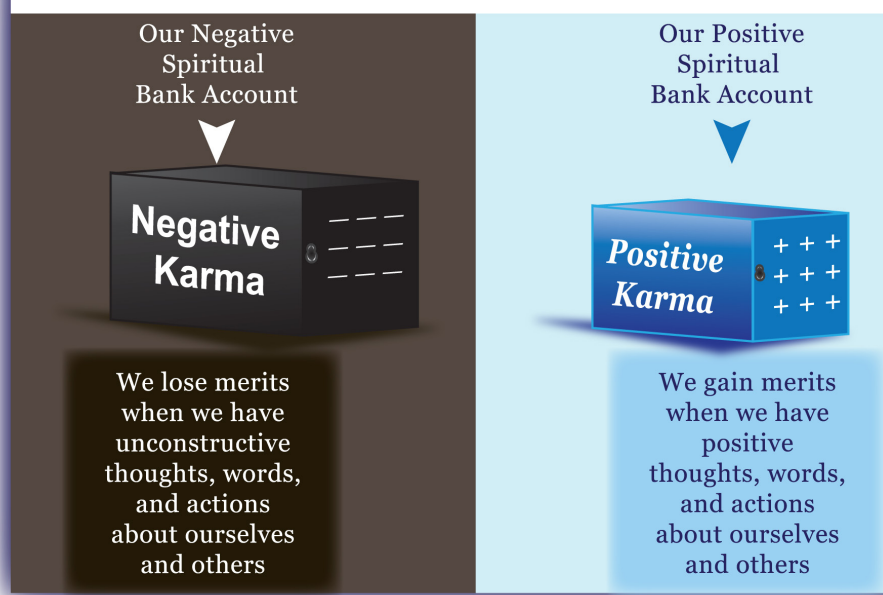 Our Negative
Spiritual
Bank Account
Negative
Karma
We lose merits
when we have
unconstructive
thoughts, words,
and actions
about ourselves
and others
Our Positive
Spiritual
Bank Account
Positive
Karma
+ + +
+ + +
+ + +
We gain merits
when we have
positive
thoughts, words,
and actions
about ourselves
and others